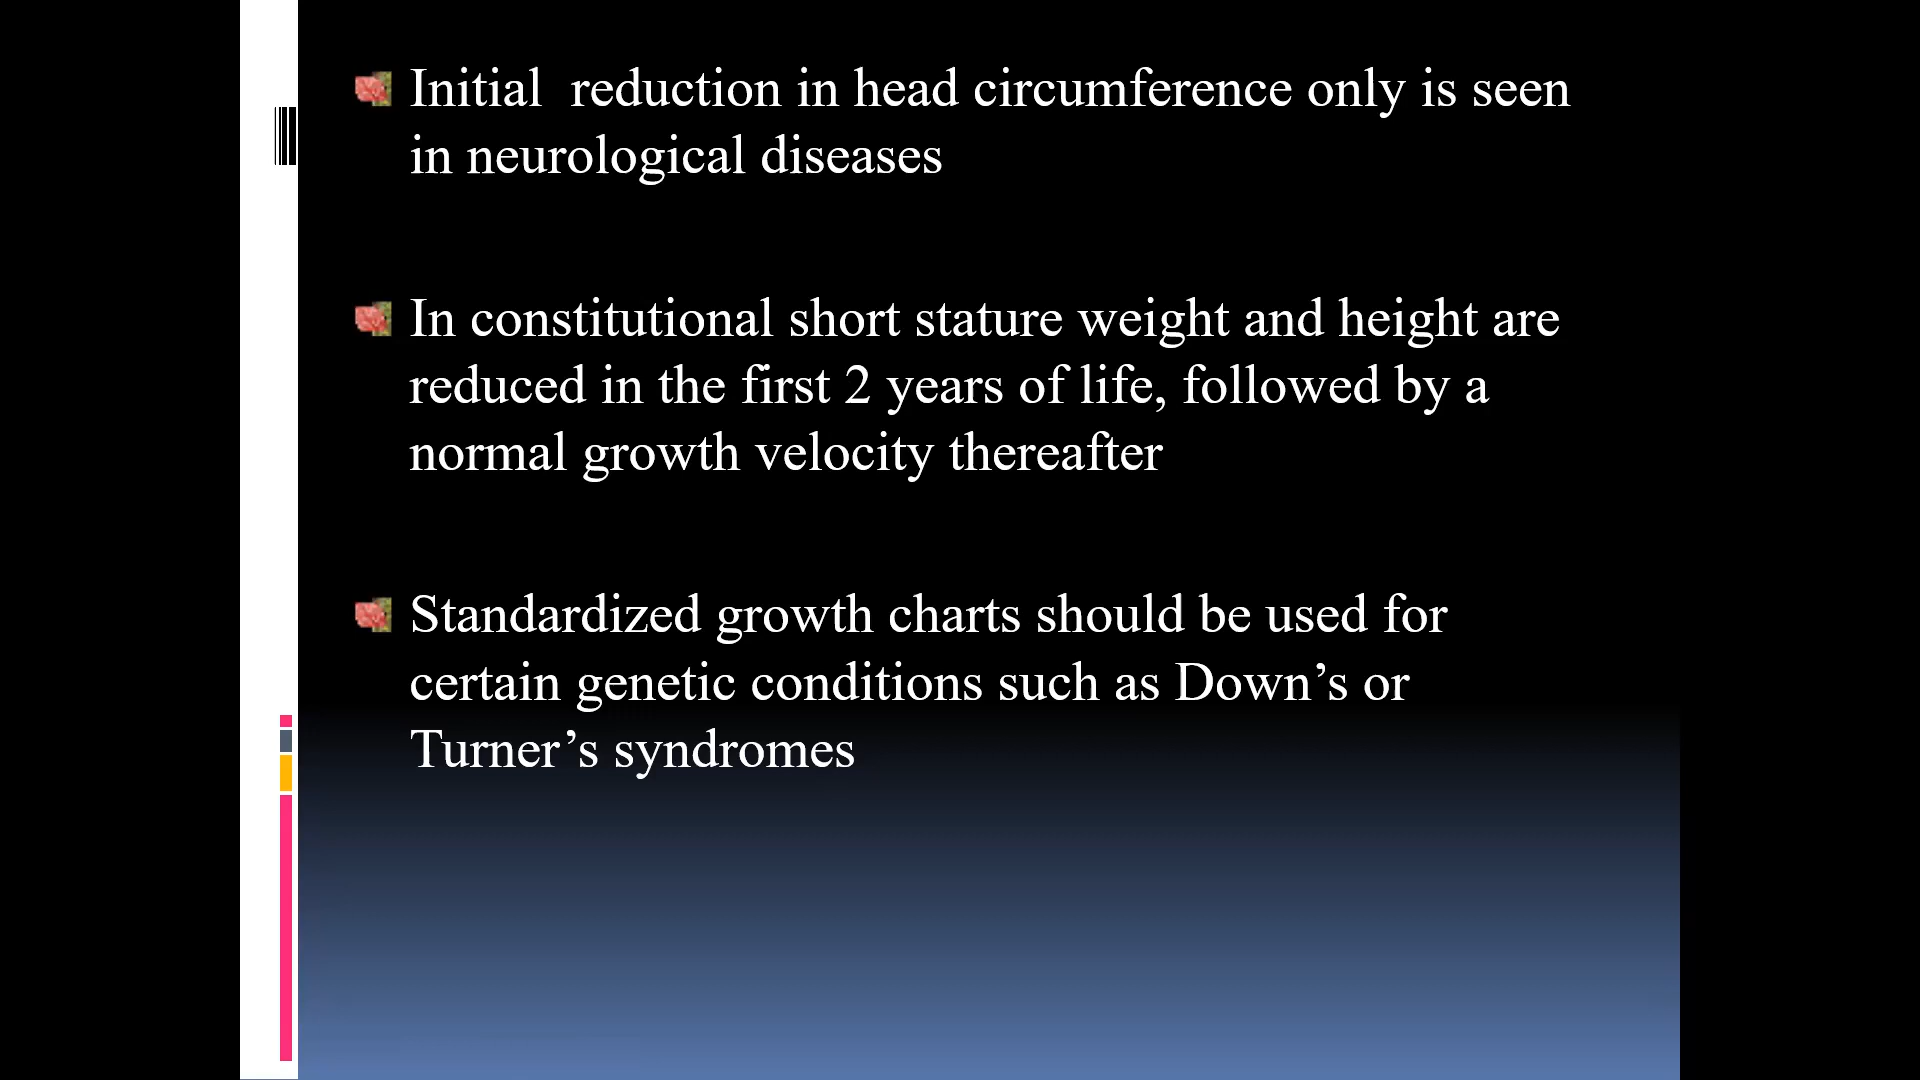 Initial  reduction in head circumference only is seen
in neurological diseases
In constitutional short stature weight and height are
reduced in the first 2 years of life, followed by a
normal growth velocity thereafter
Standardized growth charts should be used for
certain genetic conditions such as Down’s or
Turner’s syndromes